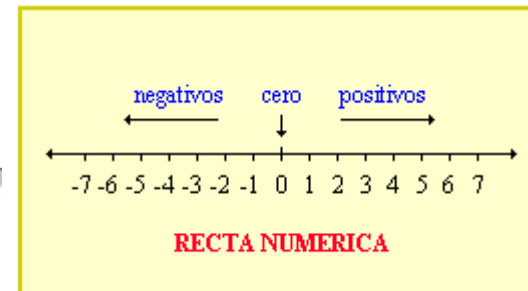 negativos cero positivos
-7 -6 -5 -4 -3 -2 -1 0 1 2 3 4 5 6 7
RECTA NUMERICA